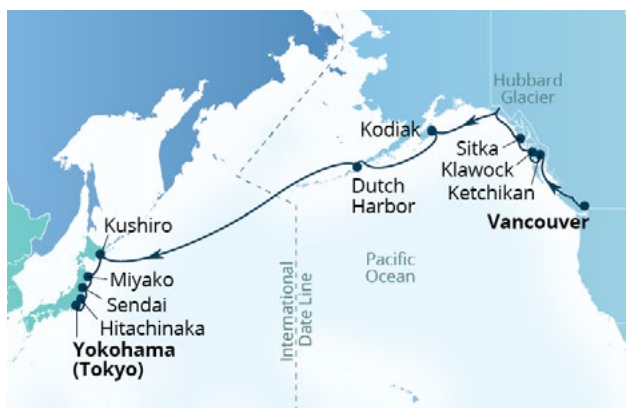 Hubbard
Glacier
Kodiak
Sitka
Klawock
Ketchikan
Dutch
Harbor
Vancouver
Kushiro
Pacific
Ocean
Miyako
Sendai
Hitachinaka
International
Date Line
Yokohama
(Tokyo)